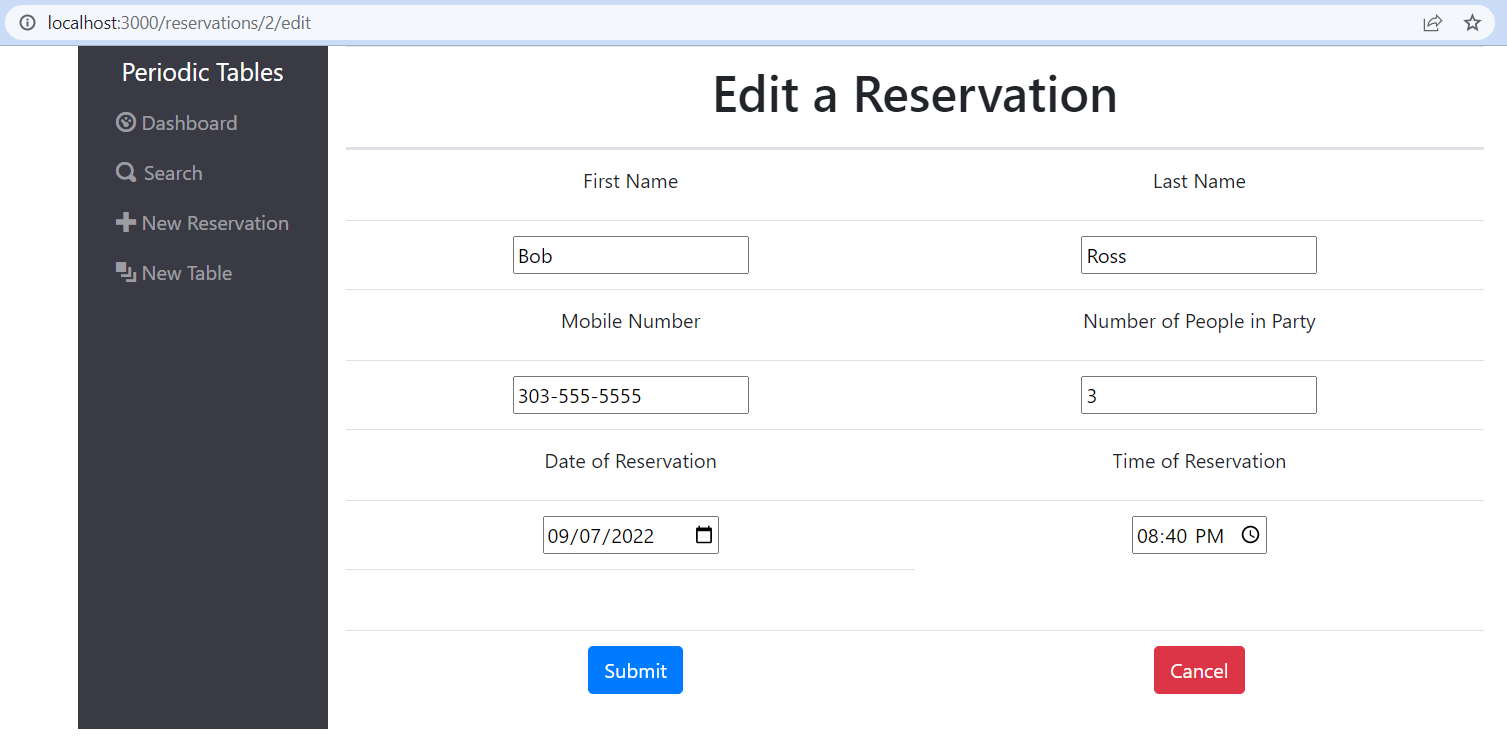 localhost:3000/reservations/2/edit
Periodic Tables
Dashboard
Search
New Reservation
New Table
Edit a Reservation
First Name Last Name
Bob Ross
Mobile Number Number of People in Party
303-555-5555 3
Date of Reservation Time of Reservation
09/07/2022 08:40 PM
Submit Cancel